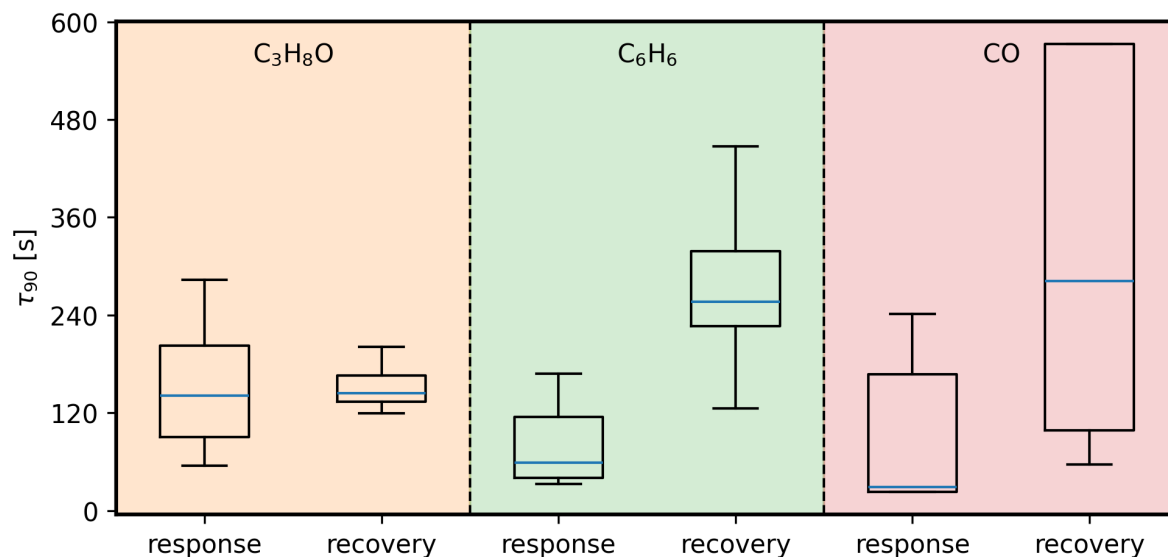 600
480
360
240
120
0
τ₉₀ [s]
C₃H₈O
C₆H₆
CO
response
recovery
response
recovery
response
recovery